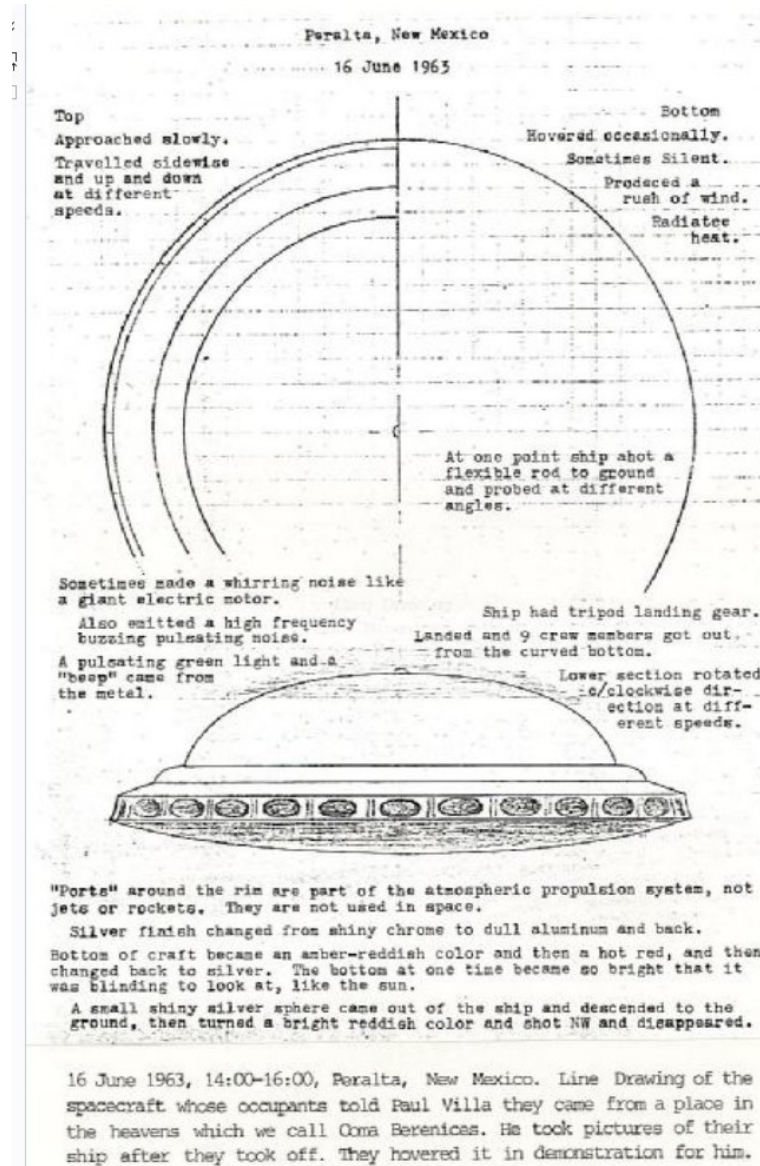 Peralta, New Mexico
16 June 1963
Top
Approached slowly.
Travelled sidewise
and up and down
at different
speeds.
Bottom
Hovered occasionally.
Sometimes Silent.
Produced a
rush of wind.
Radiates
heat.
At one point ship shot a
flexible rod to ground
and probed at different
angles.
Sometimes made a whirring noise like
a giant electric motor.
Also emitted a high frequency
buzzing pulsating noise.
A pulsating green light and a
"beep" came from
the metal.
Ship had tripod landing gear.
Landed and 9 crew members got out
from the curved bottom.
Lower section rotated
c/clockwise dir-
ection at diff-
erent speeds.
"Ports" around the rim are part of the atmospheric propulsion system, not
jets or rockets. They are not used in space.
Silver finish changed from shiny chrome to dull aluminum and back.
Bottom of craft became an amber-reddish color and then a hot red, and then
changed back to silver. The bottom at one time became so bright that it
was blinding to look at, like the sun.
A small shiny silver sphere came out of the ship and descended to the
ground, then turned a bright reddish color and shot NW and disappeared.
16 June 1963, 14:00-16:00, Peralta, New Mexico. Line Drawing of the
spacecraft whose occupants told Paul Villa they came from a place in
the heavens which we call Coma Berenices. He took pictures of their
ship after they took off. They hovered it in demonstration for him.